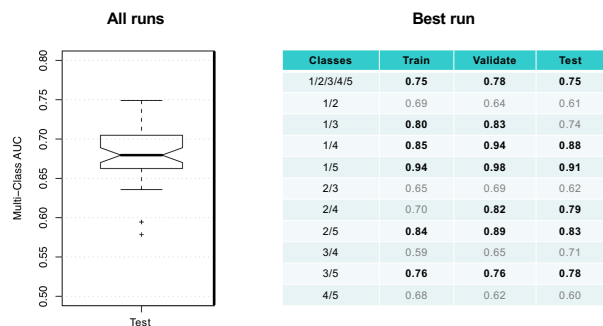 All runs
Best run
Multi−Class AUC
0.80
0.75
0.70
0.65
0.60
0.55
0.50
Test
Classes Train Validate Test
1/2/3/4/5 0.75 0.78 0.75
1/2 0.69 0.64 0.61
1/3 0.80 0.83 0.74
1/4 0.85 0.94 0.88
1/5 0.94 0.98 0.91
2/3 0.65 0.69 0.62
2/4 0.70 0.82 0.79
2/5 0.84 0.89 0.83
3/4 0.59 0.65 0.71
3/5 0.76 0.76 0.78
4/5 0.68 0.62 0.60